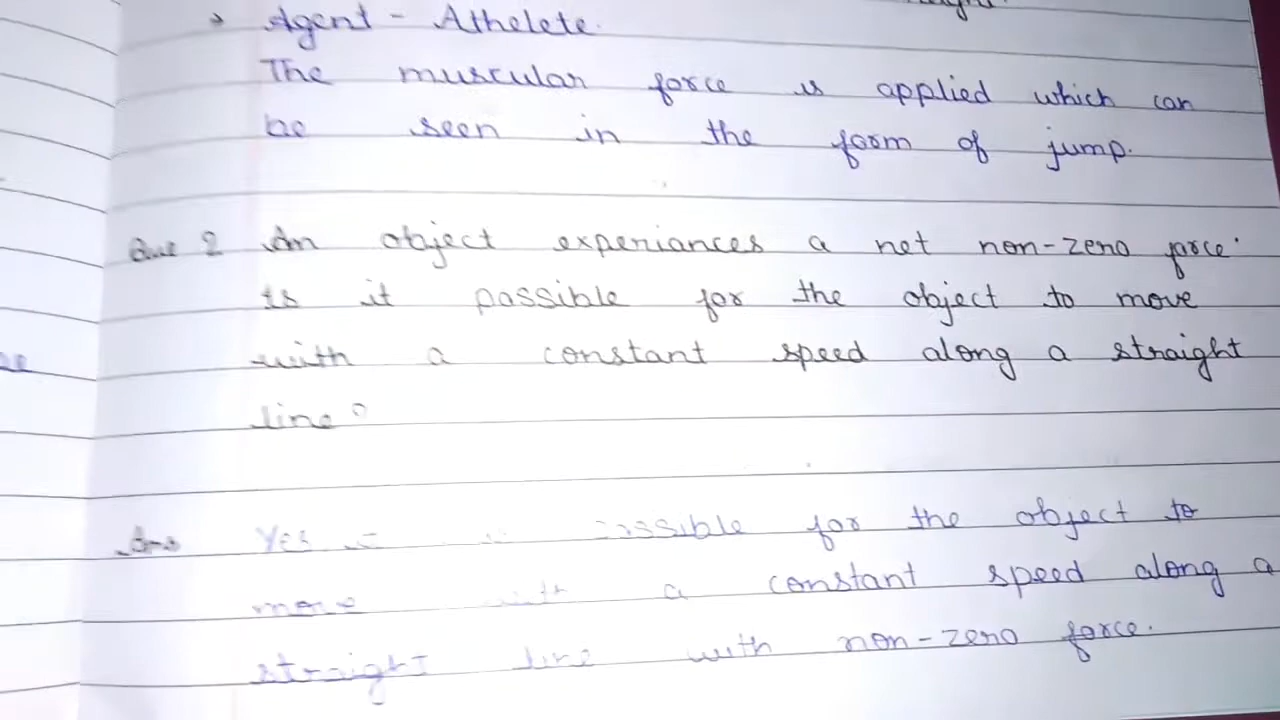 Agent - Athelete.
The muscular force is applied which can
be seen in the form of jump.
Que 2 An object experiances a net non-zero force.
is it possible for the object to move
with a constant speed along a straight
line?
Ans Yes possible for the object to
move with a constant speed along a
straight line with non-zero force.